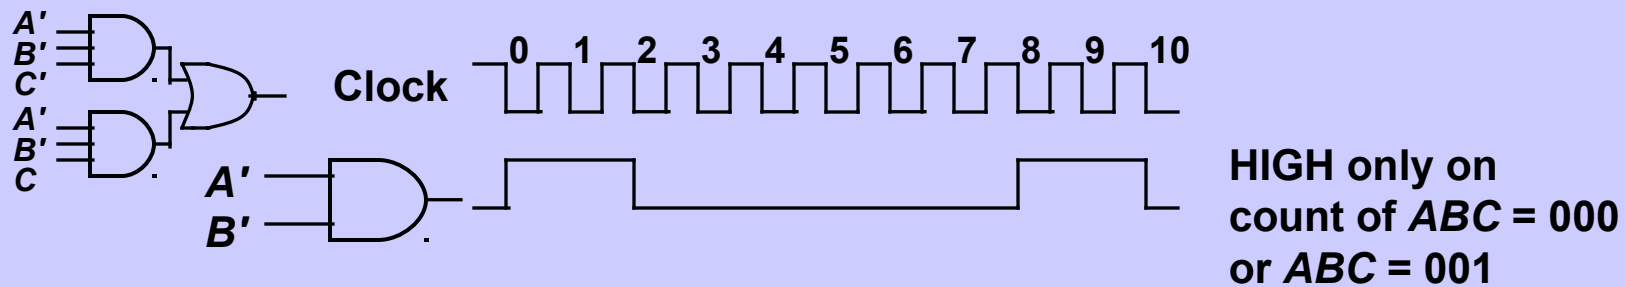 A'
B'
C'
A'
B'
C
Clock
0 1 2 3 4 5 6 7 8 9 10
A'
B'
HIGH only on
count of ABC = 000
or ABC = 001